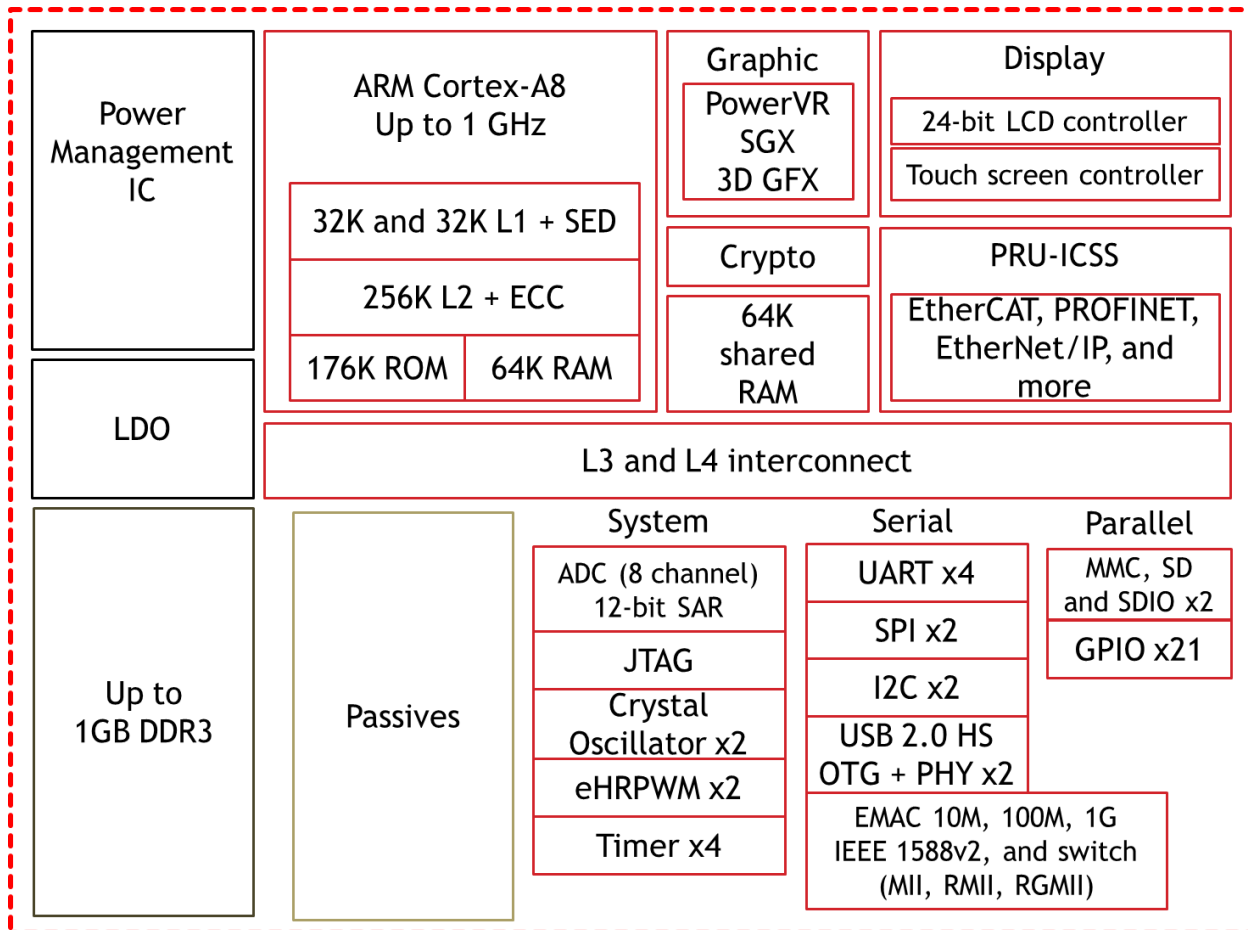 Power
Management
IC
LDO
Up to
1GB DDR3
ARM Cortex-A8
Up to 1 GHz
32K and 32K L1 + SED
256K L2 + ECC
176K ROM
64K RAM
Graphic
PowerVR
SGX
3D GFX
Crypto
64K
shared
RAM
Display
24-bit LCD controller
Touch screen controller
PRU-ICSS
EtherCAT, PROFINET,
EtherNet/IP, and
more
L3 and L4 interconnect
Passives
System
ADC (8 channel)
12-bit SAR
JTAG
Crystal
Oscillator x2
eHRPWM x2
Timer x4
Serial
UART x4
SPI x2
I2C x2
USB 2.0 HS
OTG + PHY x2
EMAC 10M, 100M, 1G
IEEE 1588v2, and switch
(MII, RMII, RGMII)
Parallel
MMC, SD
and SDIO x2
GPIO x21